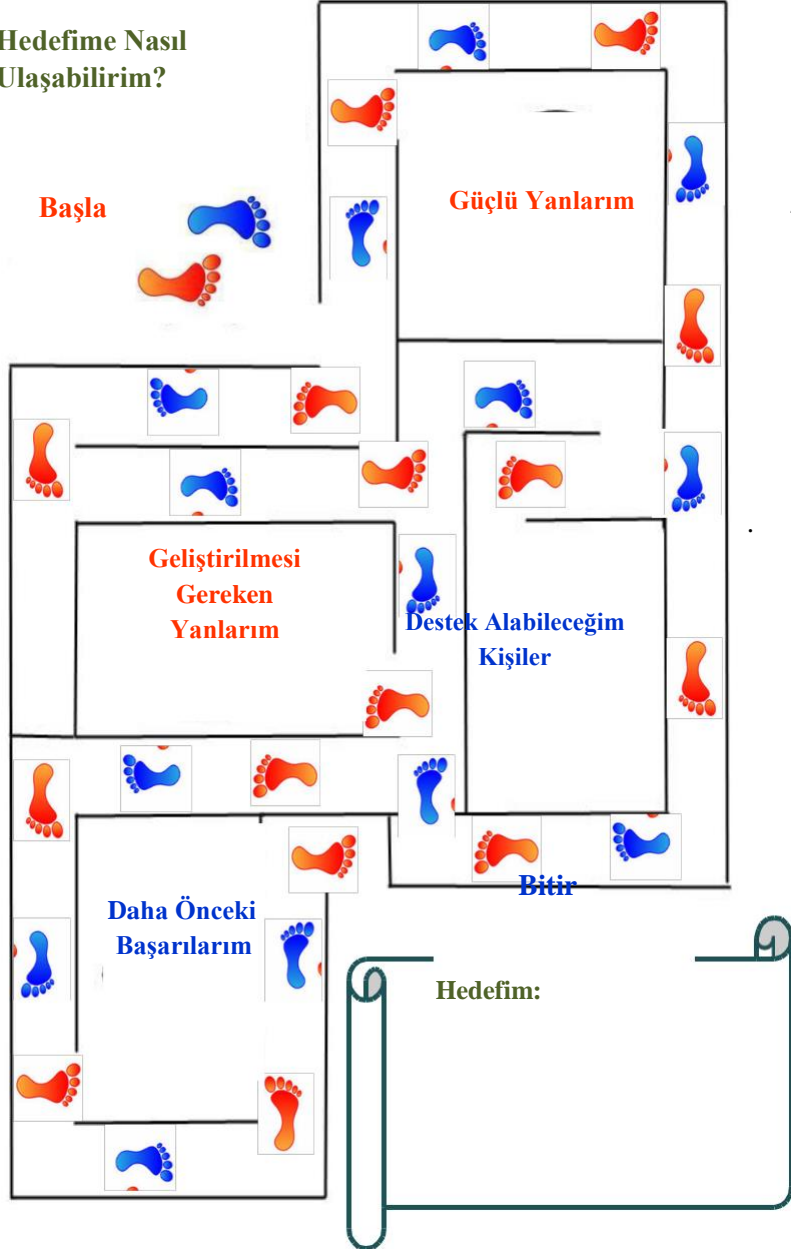 Hedefime Nasıl
Ulaşabilirim?
Başla
Güçlü Yanlarım
Geliştirilmesi
Gereken
Yanlarım
Destek Alabileceğim
Kişiler
Daha Önceki
Başarılarım
Bitir
Hedefim: